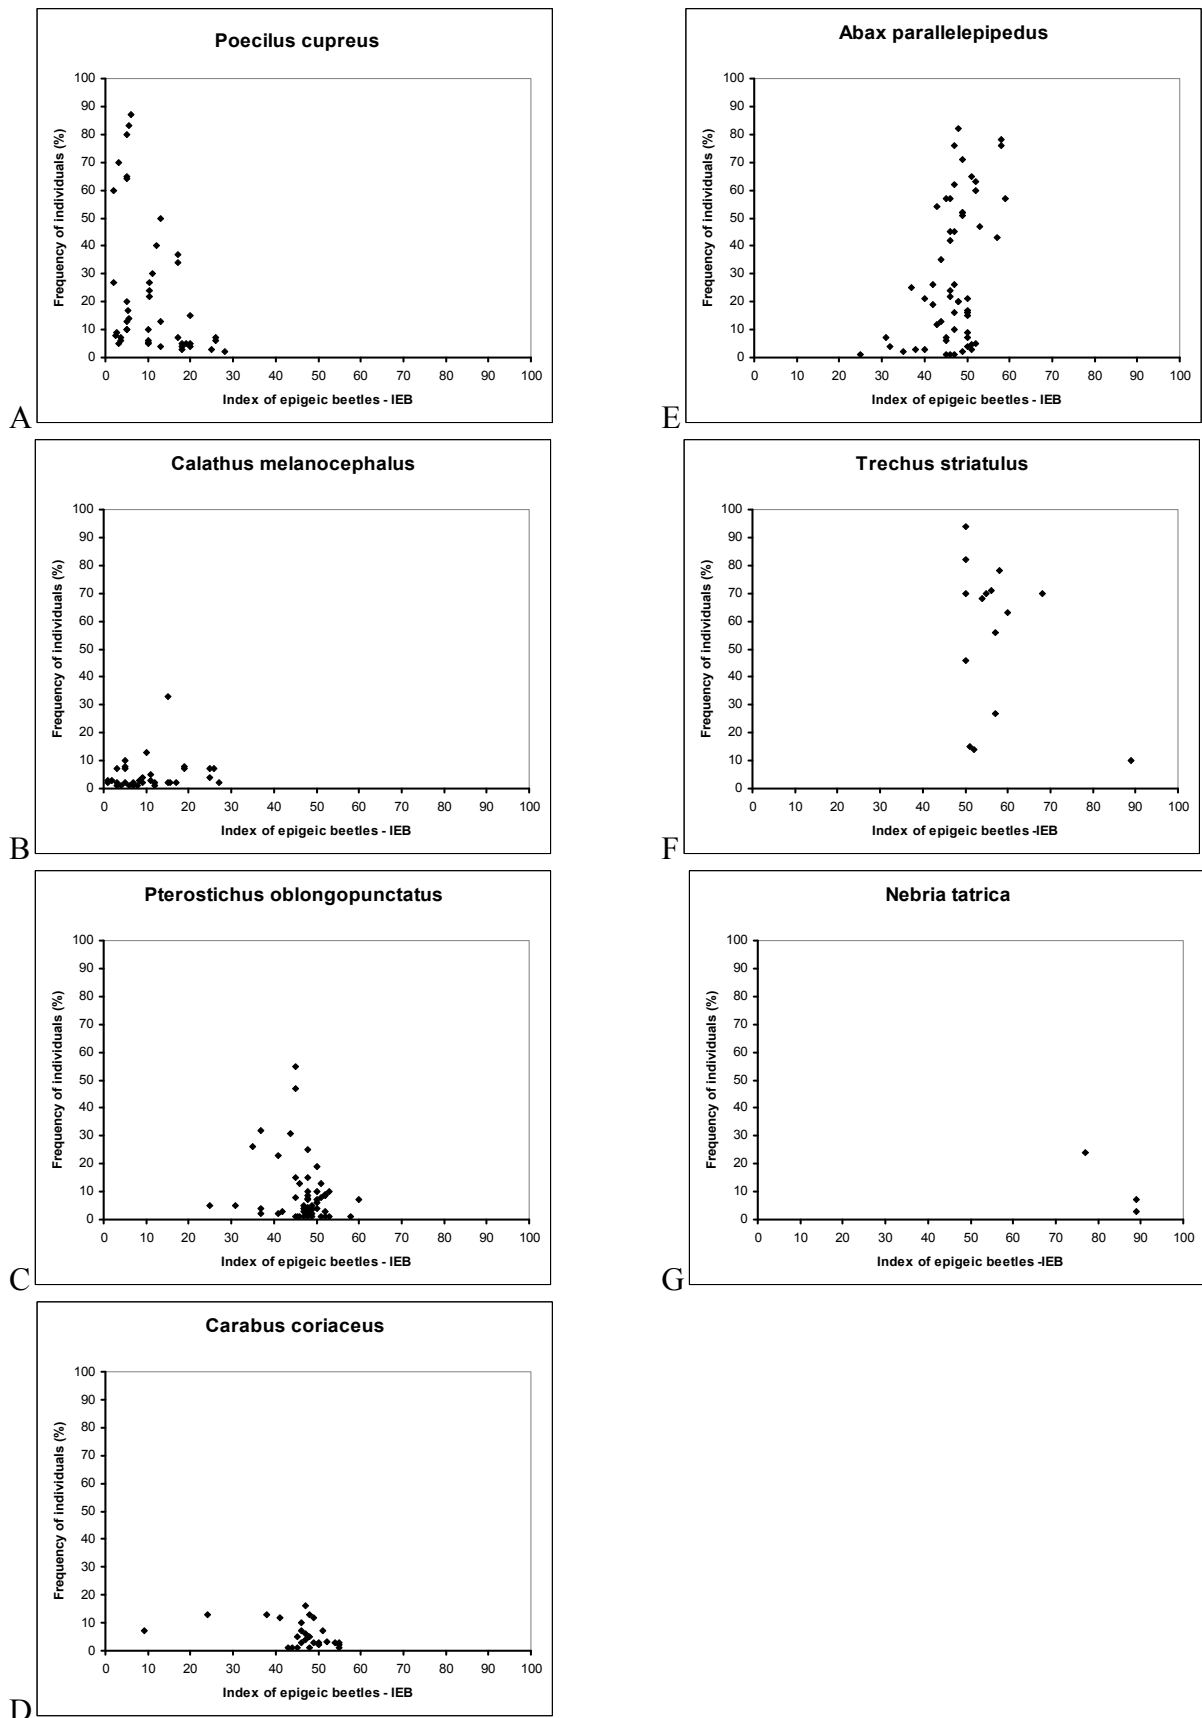 Poecilus cupreus
Frequency of individuals (%)
100
90
80
70
60
50
40
30
20
10
0
0 10 20 30 40 50 60 70 80 90 100
Index of epigeic beetles - IEB
A
Calathus melanocephalus
Frequency of individuals (%)
100
90
80
70
60
50
40
30
20
10
0
0 10 20 30 40 50 60 70 80 90 100
Index of epigeic beetles - IEB
B
Pterostichus oblongopunctatus
Frequency of individuals (%)
100
90
80
70
60
50
40
30
20
10
0
0 10 20 30 40 50 60 70 80 90 100
Index of epigeic beetles - IEB
C
Carabus coriaceus
Frequency of individuals (%)
100
90
80
70
60
50
40
30
20
10
0
0 10 20 30 40 50 60 70 80 90 100
Index of epigeic beetles - IEB
D
Abax parallelepipedus
Frequency of individuals (%)
100
90
80
70
60
50
40
30
20
10
0
0 10 20 30 40 50 60 70 80 90 100
Index of epigeic beetles - IEB
E
Trechus striatulus
Frequency of individuals (%)
100
90
80
70
60
50
40
30
20
10
0
0 10 20 30 40 50 60 70 80 90 100
Index of epigeic beetles -IEB
F
Nebria tatrica
Frequency of individuals (%)
100
90
80
70
60
50
40
30
20
10
0
0 10 20 30 40 50 60 70 80 90 100
Index of epigeic beetles -IEB
G